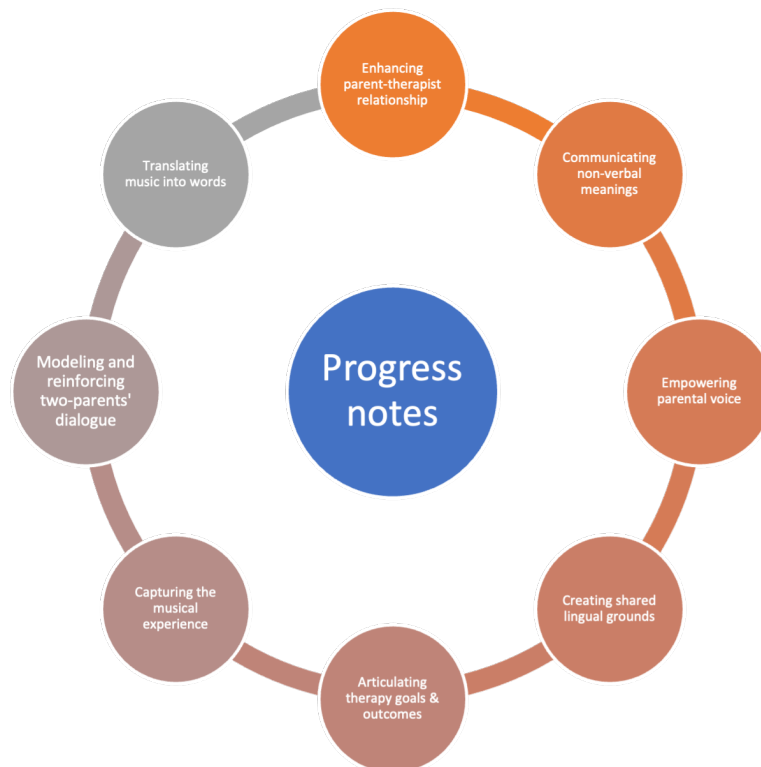 Enhancing
parent-therapist
relationship
Communicating
non-verbal
meanings
Empowering
parental voice
Creating shared
lingual grounds
Articulating
therapy goals &
outcomes
Capturing the
musical
experience
Modeling and
reinforcing
two-parents'
dialogue
Translating
music into words
Progress
notes